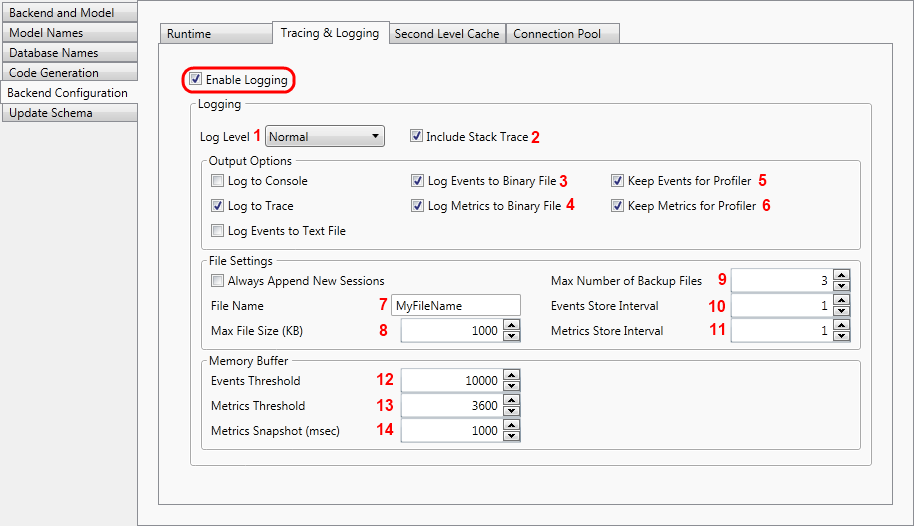 Backend and Model
Model Names
Database Names
Code Generation
Backend Configuration
Update Schema
Runtime
Tracing & Logging
Second Level Cache
Connection Pool
Enable Logging
Logging
Log Level 1 Normal
Include Stack Trace 2
Output Options
Log to Console
Log Events to Binary File 3
Keep Events for Profiler 5
Log to Trace
Log Metrics to Binary File 4
Keep Metrics for Profiler 6
Log Events to Text File
File Settings
Always Append New Sessions
Max Number of Backup Files 9 3
File Name 7 MyFileName
Events Store Interval 10 1
Max File Size (KB) 8 1000
Metrics Store Interval 11 1
Memory Buffer
Events Threshold 12 10000
Metrics Threshold 13 3600
Metrics Snapshot (msec) 14 1000